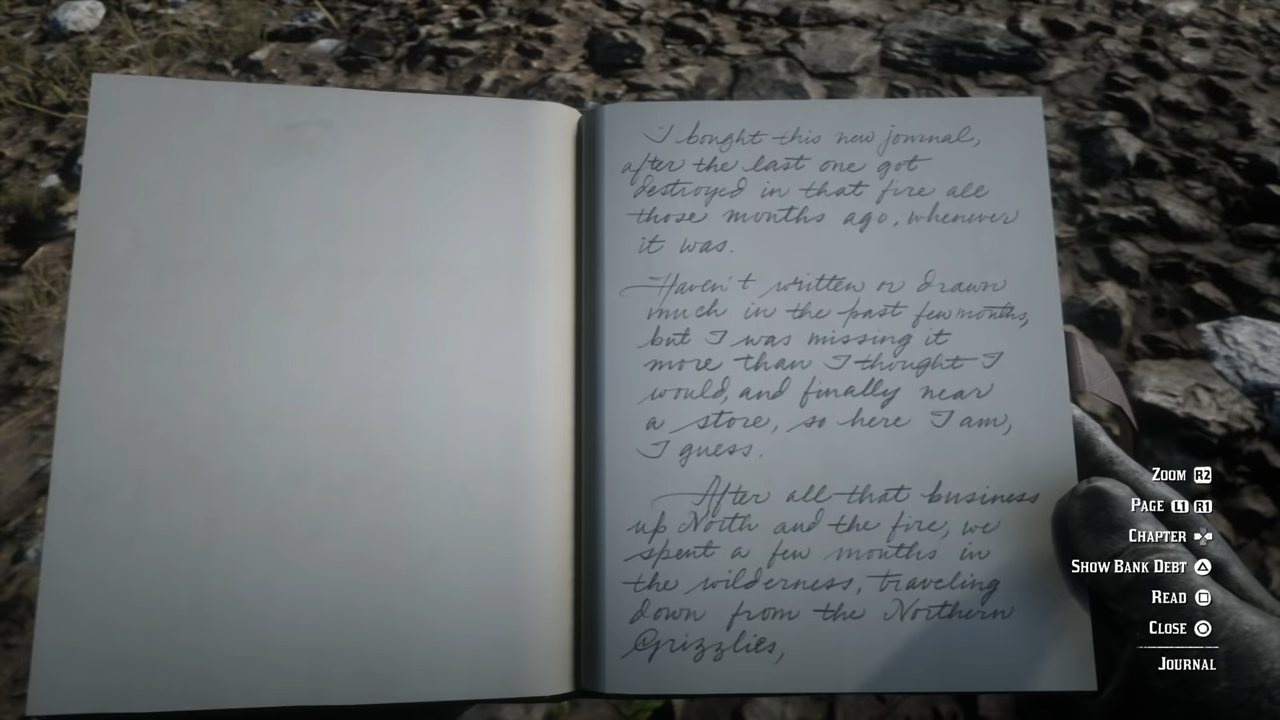 I bought this new journal,
after the last one got
destroyed in that fire all
those months ago, whenever
it was.
Haven't written or drawn
much in the past few months,
but I was missing it
more than I thought I
would, and finally near
a store, so here I am,
I guess.
After all that business
up North and the fire, we
spent a few months in
the wilderness, traveling
down from the Northern
Grizzlies,
ZOOM R2
PAGE L1 R1
CHAPTER
SHOW BANK DEBT
READ
CLOSE
JOURNAL